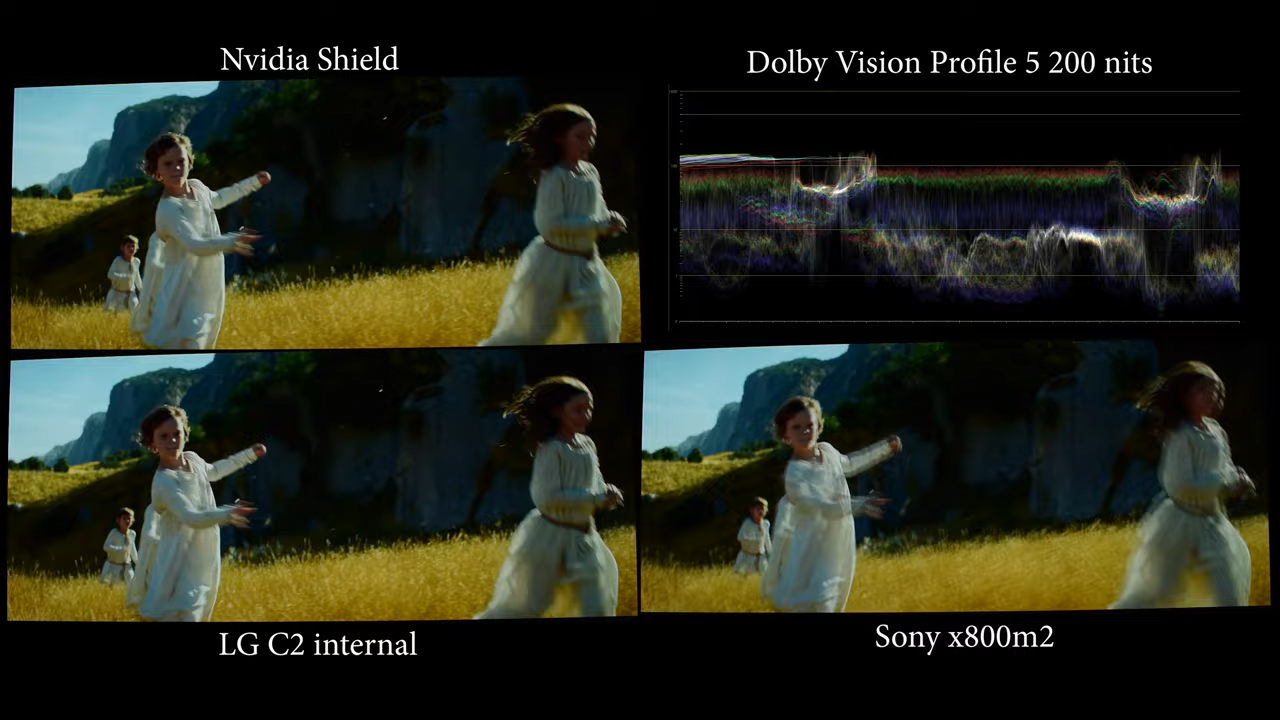 Nvidia Shield
Dolby Vision Profile 5 200 nits
LG C2 internal
Sony x800m2